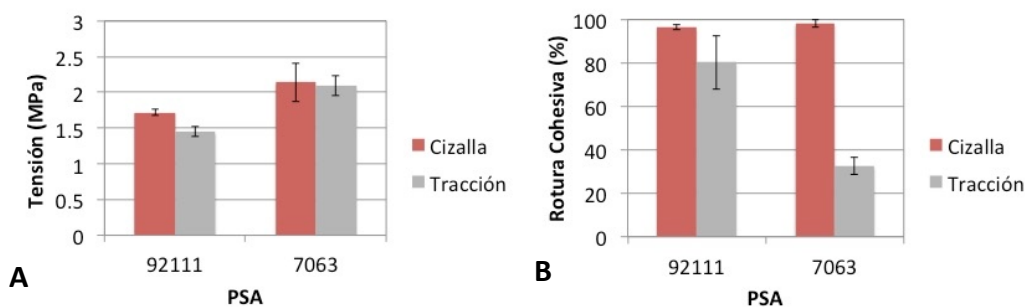 3
2.5
2
1.5
1
0.5
0
Tensión (MPa)
92111
7063
PSA
Cizalla
Tracción
A
100
80
60
40
20
0
Rotura Cohesiva (%)
92111
7063
PSA
Cizalla
Tracción
B